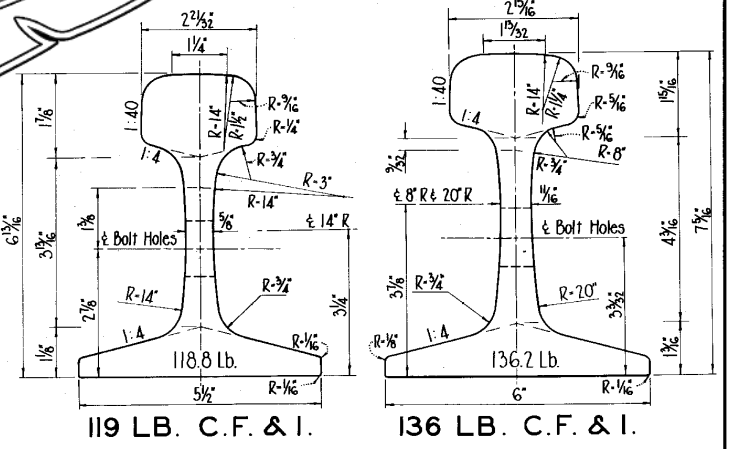 2 21/32"
1 1/4"
R=9/16"
R=14"
R=1 1/2"
R=1/4"
1:40
1:4
R=3/4"
R=3"
R=14"
1 7/8"
6 13/16"
3 13/16"
1 3/8"
5/8"
℄ 14" R
℄ Bolt Holes
2 7/8"
3 1/4"
R=14"
R=3/4"
1:4
1 1/8"
118.8 Lb.
R=1/16"
R=1/16"
5 1/2"
119 LB. C.F. & I.
2 15/16"
1 13/32"
R=9/16"
R=14"
R=1 1/4"
R=5/16"
R=5/16"
1:40
1:4
R=3/4"
R=8"
9/32"
1 15/16"
7 5/16"
4 3/16"
℄ 8" R & 20" R
11/16"
℄ Bolt Holes
3 7/8"
3 3/32"
R=3/4"
R=20"
1:4
1 3/16"
136.2 Lb.
R=1/8"
R=1/16"
6"
136 LB. C.F. & I.